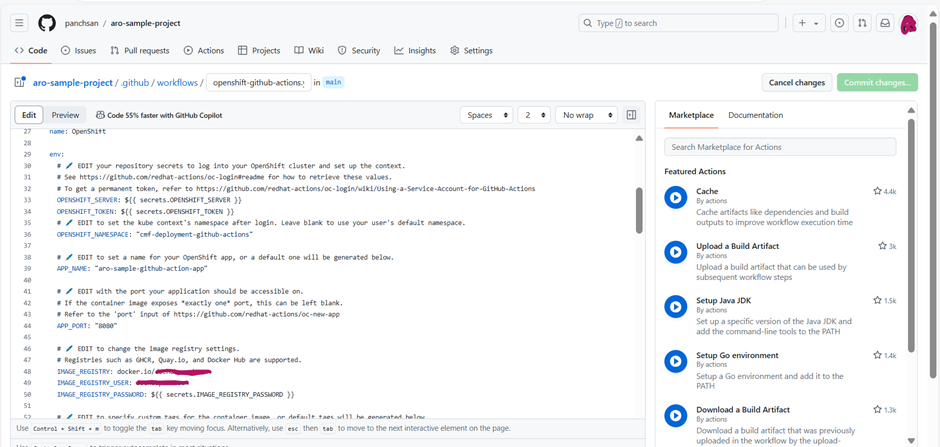 panchsan / aro-sample-project
Type / to search
Code Issues Pull requests Actions Projects Wiki Security Insights Settings
aro-sample-project / .github / workflows / openshift-github-actions.y in main
Cancel changes Commit changes...
Edit Preview Code 55% faster with GitHub Copilot Spaces 2 No wrap
27 name: OpenShift
28
29 env:
30 # EDIT your repository secrets to log into your OpenShift cluster and set up the context.
31 # See https://github.com/redhat-actions/oc-login#readme for how to retrieve these values.
32 # To get a permanent token, refer to https://github.com/redhat-actions/oc-login/wiki/Using-a-Service-Account-for-GitHub-Actions
33 OPENSHIFT_SERVER: ${{ secrets.OPENSHIFT_SERVER }}
34 OPENSHIFT_TOKEN: ${{ secrets.OPENSHIFT_TOKEN }}
35 # EDIT to set the kube context's namespace after login. Leave blank to use your user's default namespace.
36 OPENSHIFT_NAMESPACE: "cmf-deployment-github-actions"
37
38 # EDIT to set a name for your OpenShift app, or a default one will be generated below.
39 APP_NAME: "aro-sample-github-action-app"
40
41 # EDIT with the port your application should be accessible on.
42 # If the container image exposes *exactly one* port, this can be left blank.
43 # Refer to the 'port' input of https://github.com/redhat-actions/oc-new-app
44 APP_PORT: "8080"
45
46 # EDIT to change the image registry settings.
47 # Registries such as GHCR, Quay.io, and Docker Hub are supported.
48 IMAGE_REGISTRY: docker.io/
49 IMAGE_REGISTRY_USER:
50 IMAGE_REGISTRY_PASSWORD: ${{ secrets.IMAGE_REGISTRY_PASSWORD }}
51
52 # EDIT to specify custom tags for the container image, or default tags will be generated below.
Use Control + Shift + m to toggle the tab key moving focus. Alternatively, use esc then tab to move to the next interactive element on the page.
Marketplace Documentation
Search Marketplace for Actions
Featured Actions
Cache 4.4k
By actions
Cache artifacts like dependencies and build
outputs to improve workflow execution time
Upload a Build Artifact 3k
By actions
Upload a build artifact that can be used by
subsequent workflow steps
Setup Java JDK 1.5k
By actions
Set up a specific version of the Java JDK and
add the command-line tools to the PATH
Setup Go environment 1.4k
By actions
Setup a Go environment and add it to the
PATH
Download a Build Artifact 1.3k
By actions
Download a build artifact that was previously
uploaded in the workflow by the upload-